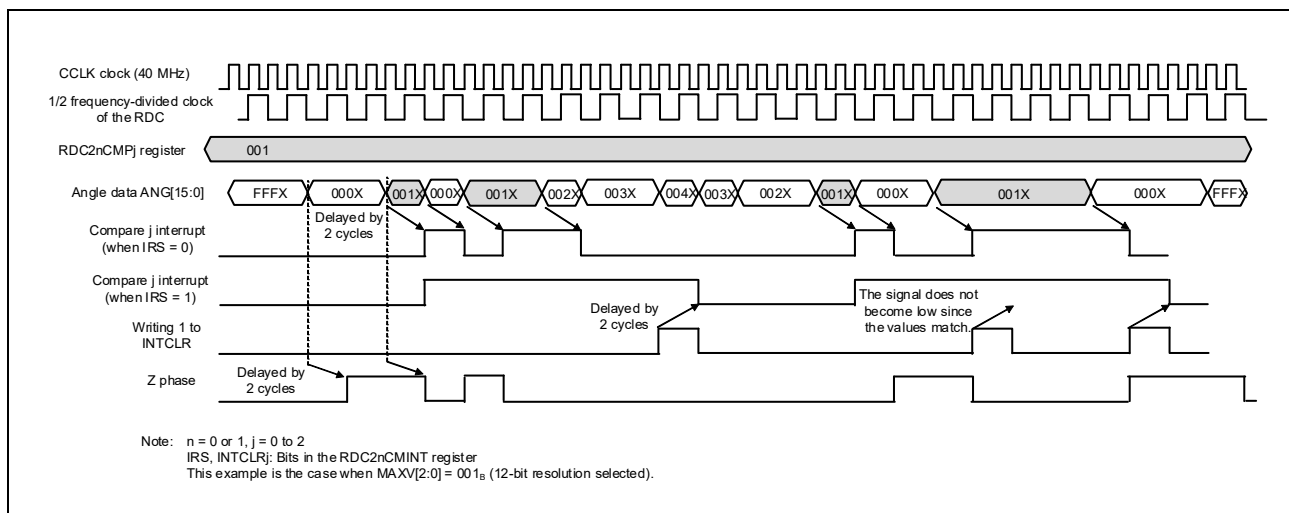 CCLK clock (40 MHz)
1/2 frequency-divided clock
of the RDC
RDC2nCMPj register
001
Angle data ANG[15:0]
FFFX 000X 001X 000X 001X 002X 003X 004X 003X 002X 001X 000X 001X 000X FFFX
Delayed by
2 cycles
Compare j interrupt
(when IRS = 0)
Compare j interrupt
(when IRS = 1)
Delayed by
2 cycles
The signal does not
become low since
the values match.
Writing 1 to
INTCLR
Z phase
Delayed by
2 cycles
Note: n = 0 or 1, j = 0 to 2
IRS, INTCLRj: Bits in the RDC2nCMINT register
This example is the case when MAXV[2:0] = 001B (12-bit resolution selected).